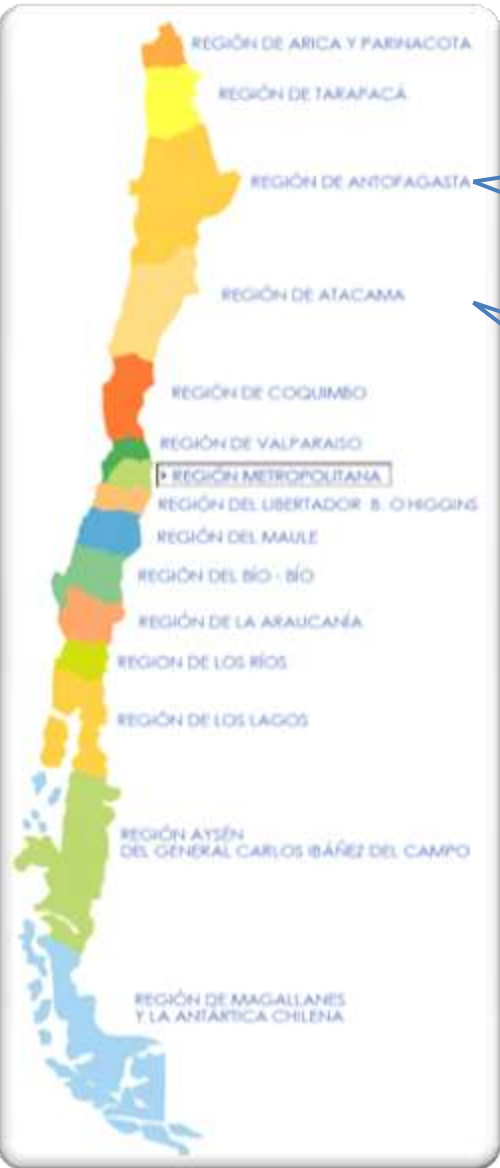 REGIÓN DE ARICA Y PARINACOTA
REGIÓN DE TARAPACÁ
REGIÓN DE ANTOFAGASTA
REGIÓN DE ATACAMA
REGIÓN DE COQUIMBO
REGIÓN DE VALPARAISO
REGIÓN METROPOLITANA
REGIÓN DEL LIBERTADOR B. O´HIGGINS
REGIÓN DEL MAULE
REGIÓN DEL BÍO - BÍO
REGIÓN DE LA ARAUCANÍA
REGION DE LOS RÍOS
REGIÓN DE LOS LAGOS
REGIÓN AYSÉN
DEL GENERAL CARLOS IBÁÑEZ DEL CAMPO
REGIÓN DE MAGALLANES
Y LA ANTÁRTICA CHILENA